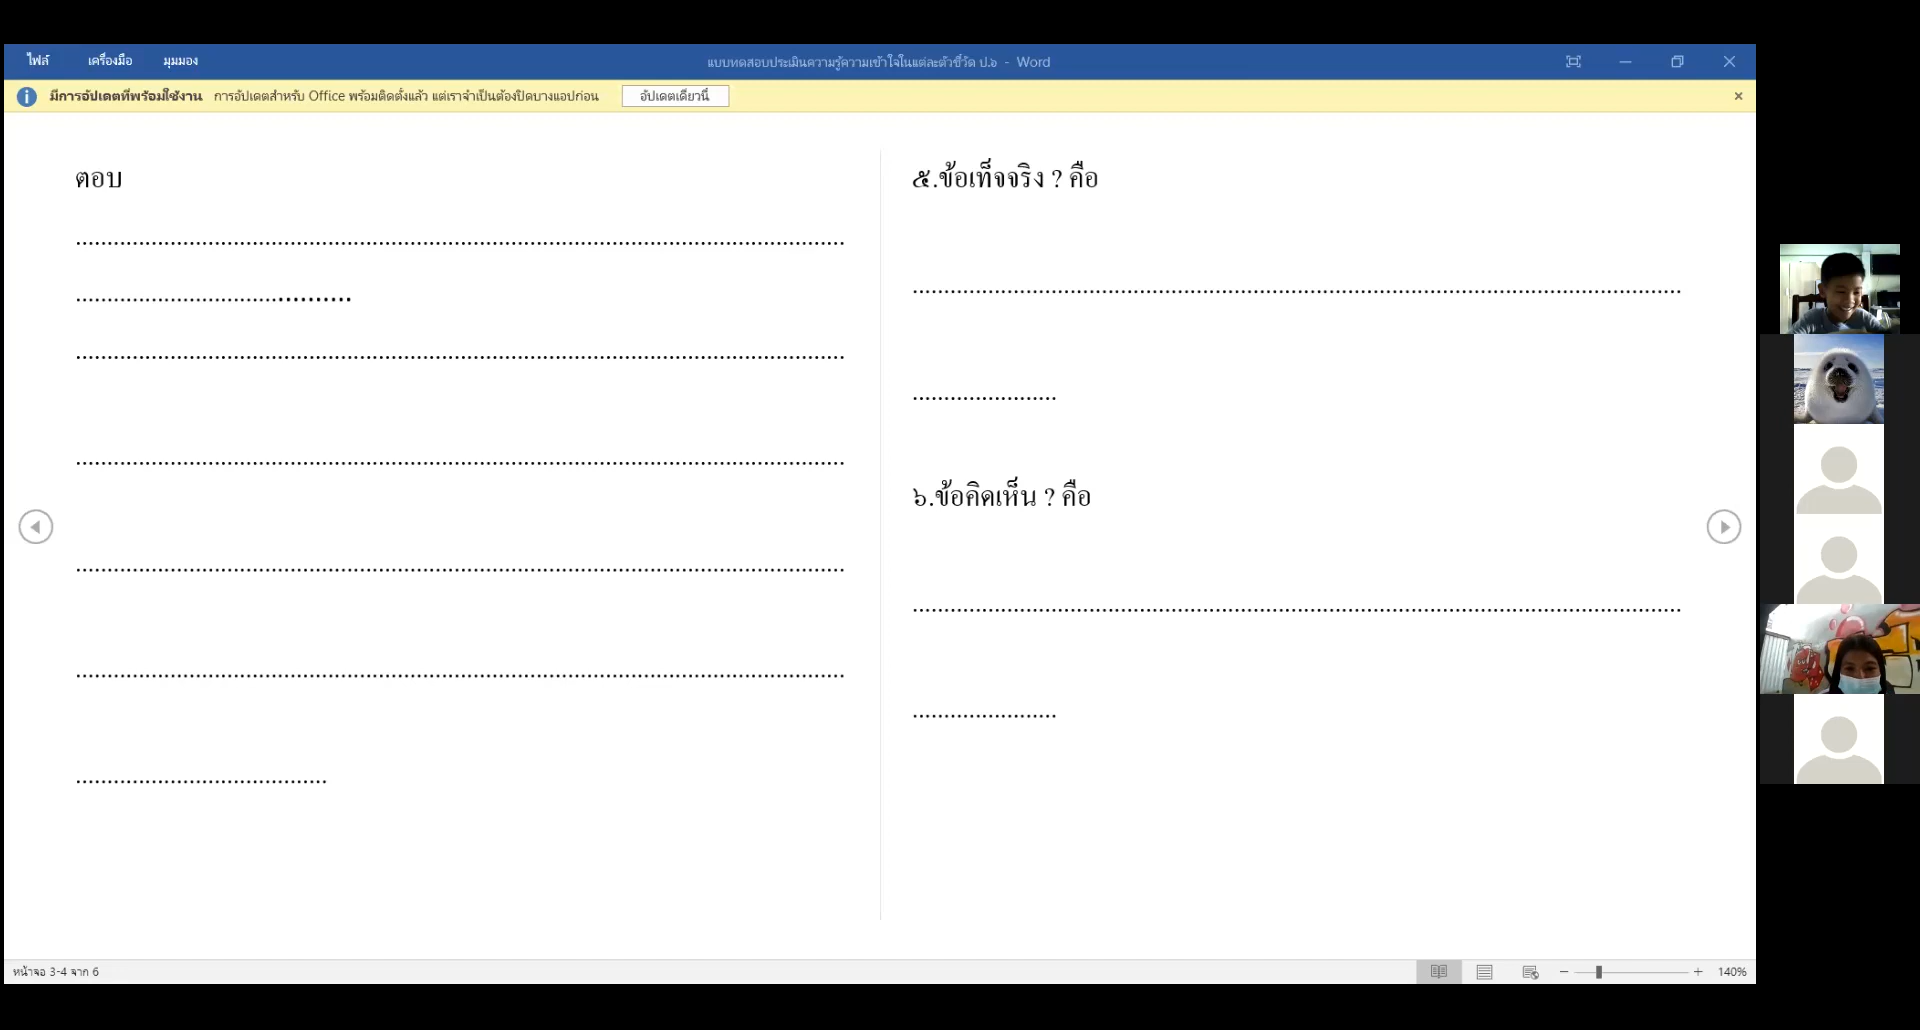 ไฟล์ เครื่องมือ มุมมอง แบบทดสอบประเมินความรู้ความเข้าใจในแต่ละตัวชี้วัด ป.๖ - Word
มีการอัปเดตที่พร้อมใช้งาน การอัปเดตสำหรับ Office พร้อมติดตั้งแล้ว แต่เราจำเป็นต้องปิดบางแอปก่อน อัปเดตเดี๋ยวนี้
ตอบ
๕.ข้อเท็จจริง ? คือ
๖.ข้อคิดเห็น ? คือ
หน้าจอ 3-4 จาก 6
140%